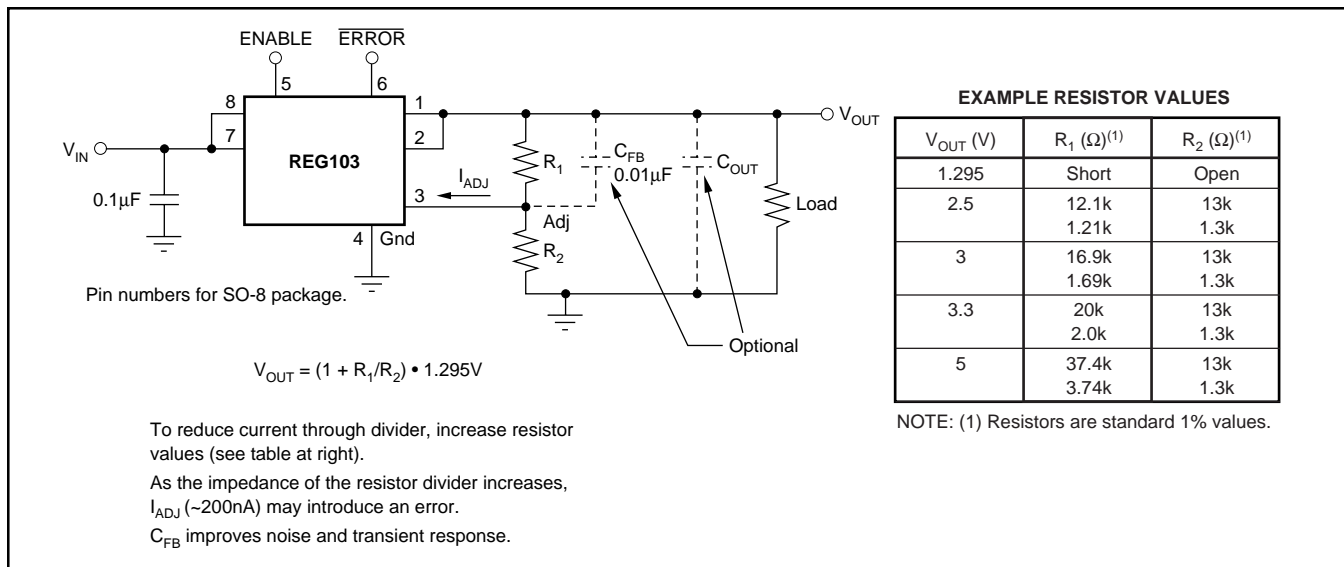 ENABLE
ERROR
5
6
8
7
1
2
V_IN
REG103
V_OUT
R_1
C_FB
0.01µF
C_OUT
I_ADJ
3
0.1µF
Load
Adj
4
Gnd
R_2
Pin numbers for SO-8 package.
Optional
V_OUT = (1 + R_1/R_2) • 1.295V
To reduce current through divider, increase resistor
values (see table at right).
As the impedance of the resistor divider increases,
I_ADJ (~200nA) may introduce an error.
C_FB improves noise and transient response.
EXAMPLE RESISTOR VALUES
V_OUT (V) R_1 (Ω)(1) R_2 (Ω)(1)
1.295 Short Open
2.5 12.1k 13k
1.21k 1.3k
3 16.9k 13k
1.69k 1.3k
3.3 20k 13k
2.0k 1.3k
5 37.4k 13k
3.74k 1.3k
NOTE: (1) Resistors are standard 1% values.